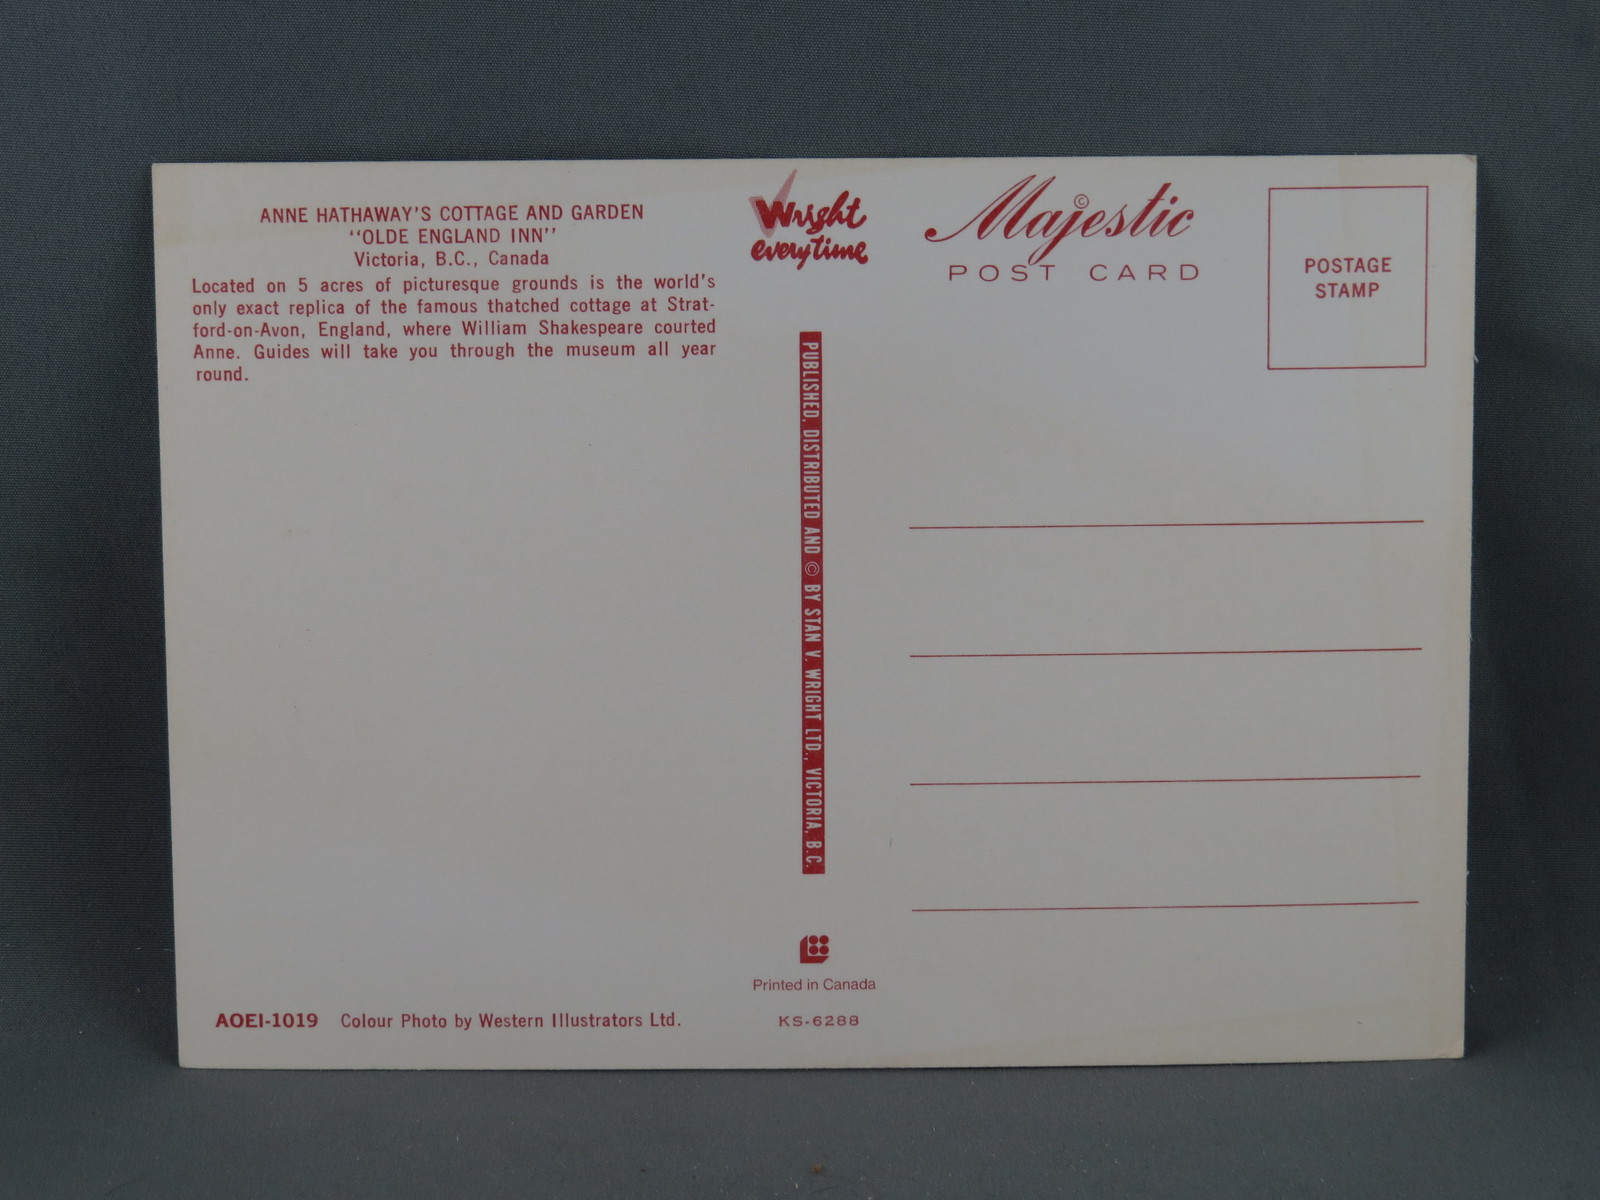 ANNE HATHAWAY'S COTTAGE AND GARDEN
"OLDE ENGLAND INN"
Victoria, B.C., Canada
Located on 5 acres of picturesque grounds is the world's
only exact replica of the famous thatched cottage at Strat-
ford-on-Avon, England, where William Shakespeare courted
Anne. Guides will take you through the museum all year
round.
AOEI-1019 Colour Photo by Western Illustrators Ltd.
Wright
everytime
PUBLISHED, DISTRIBUTED AND © BY STAN V. WRIGHT LTD., VICTORIA, B.C.
Printed in Canada
KS-6288
Majestic ©
POST CARD
POSTAGE
STAMP